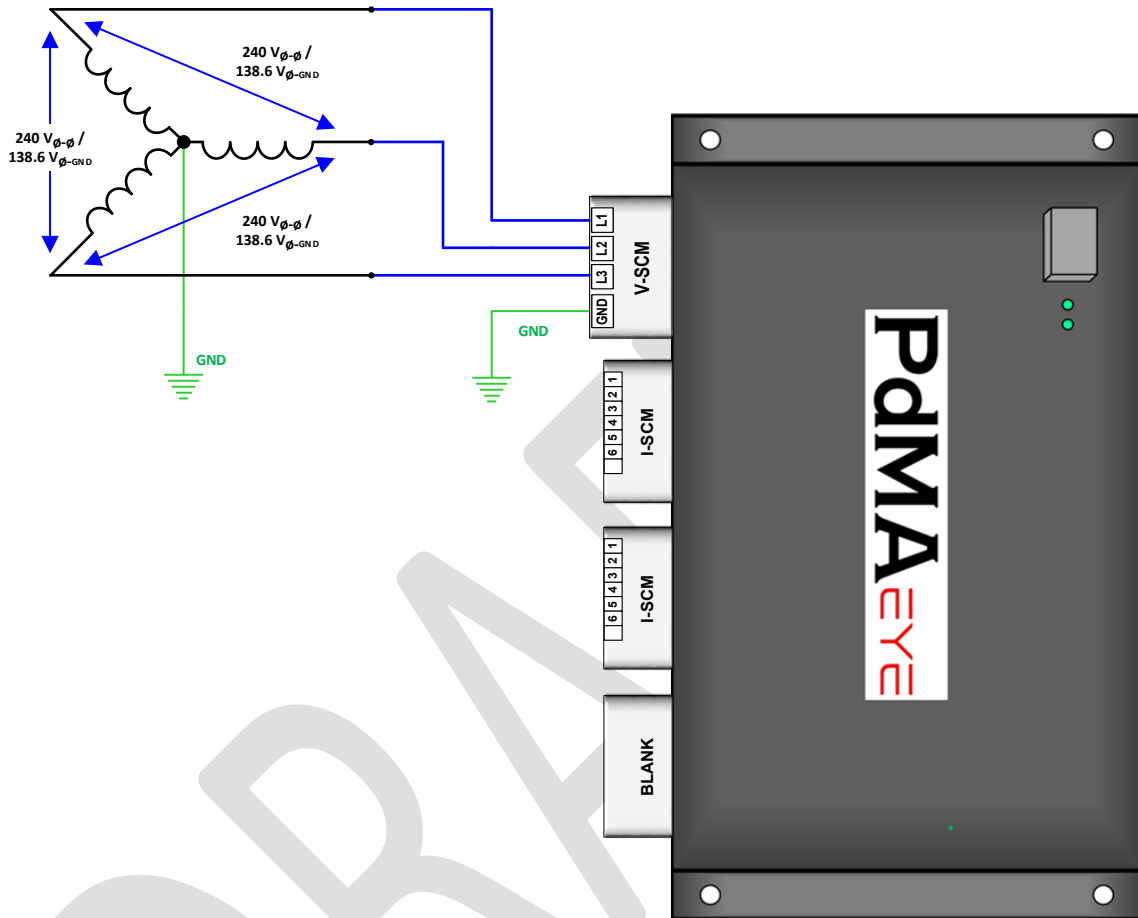 240 VØ-Ø /
138.6 VØ-GND
240 VØ-Ø /
138.6 VØ-GND
240 VØ-Ø /
138.6 VØ-GND
GND
L1
L2
L3
GND
V-SCM
GND
1
2
3
4
5
6
I-SCM
1
2
3
4
5
6
I-SCM
BLANK
PdMA EYE
DRAFT